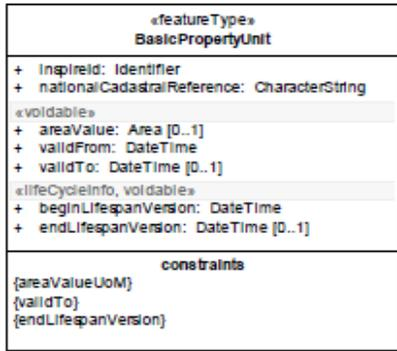 «featureType»
BasicPropertyUnit
+ inspireId: Identifier
+ nationalCadastralReference: CharacterString
«voidable»
+ areaValue: Area [0..1]
+ validFrom: DateTime
+ validTo: DateTime [0..1]
«lifeCycleInfo, voidable»
+ beginLifespanVersion: DateTime
+ endLifespanVersion: DateTime [0..1]
constraints
{areaValueUoM}
{validTo}
{endLifespanVersion}